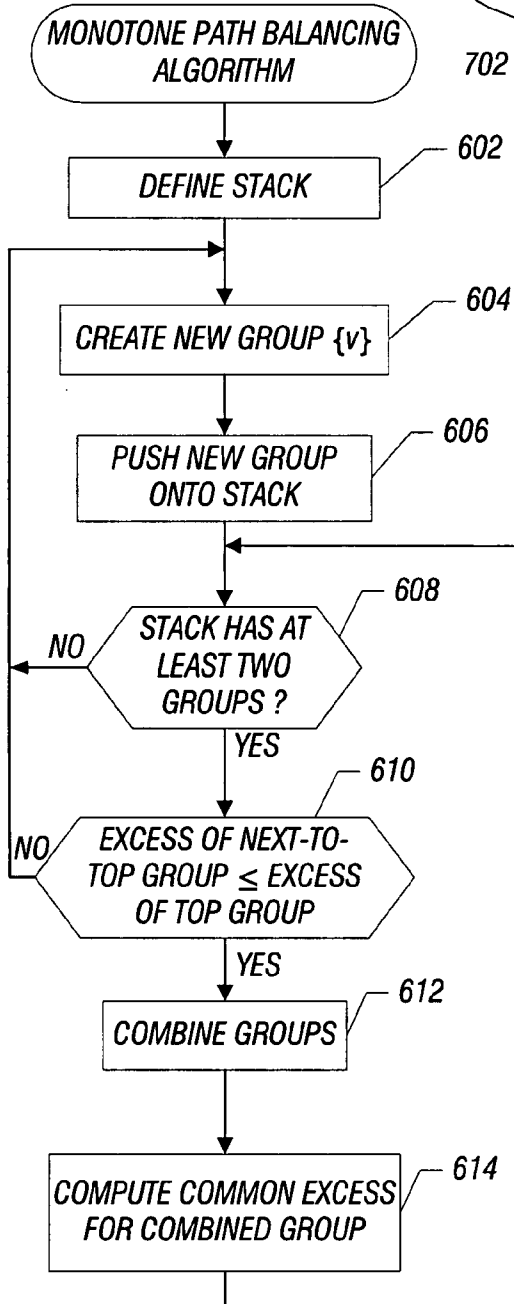 MONOTONE PATH BALANCING
ALGORITHM
702
602
DEFINE STACK
604
CREATE NEW GROUP {v}
606
PUSH NEW GROUP
ONTO STACK
608
STACK HAS AT
LEAST TWO
GROUPS ?
NO
YES
610
EXCESS OF NEXT-TO-
TOP GROUP ≤ EXCESS
OF TOP GROUP
NO
YES
612
COMBINE GROUPS
614
COMPUTE COMMON EXCESS
FOR COMBINED GROUP